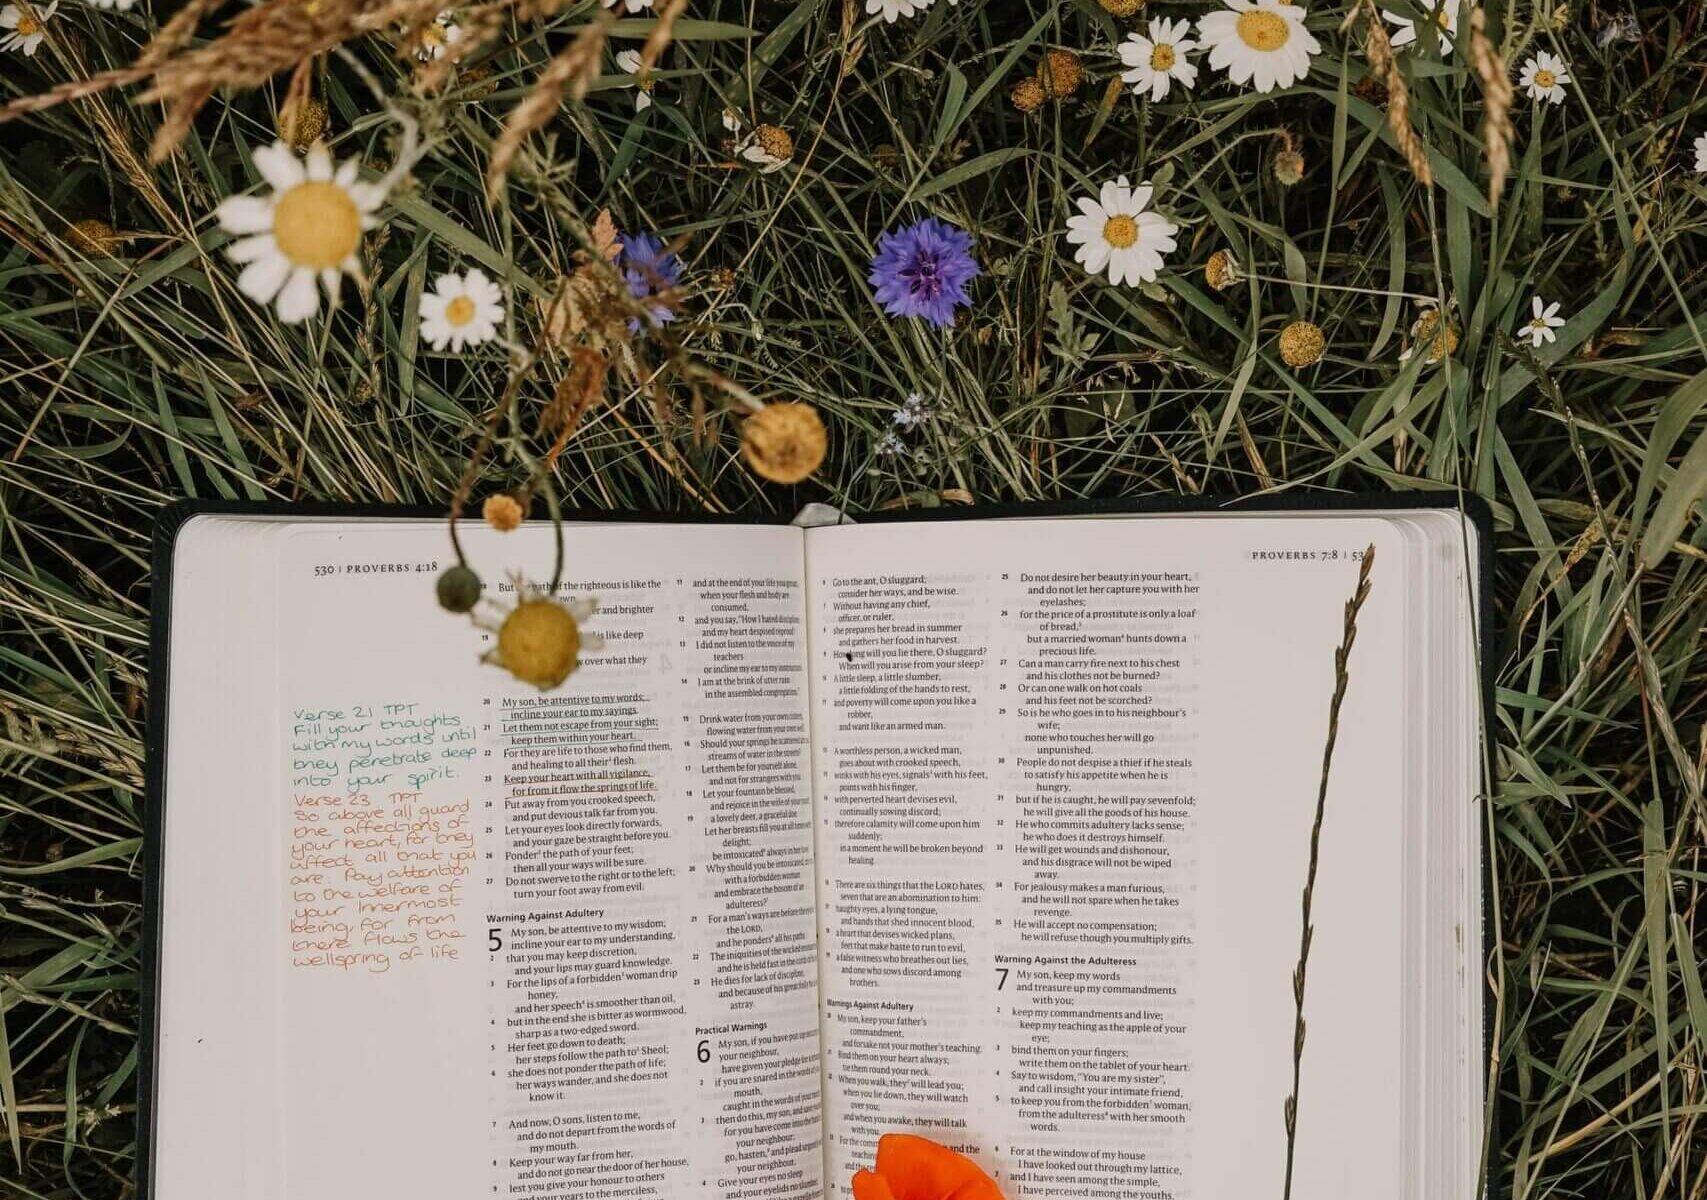 530 | PROVERBS 4:18
Verse 21 TPT
Fill your thoughts
with my words until
they penetrate deep
into your spirit.
Verse 23 TPT
So above all guard
the affections of
your heart, for they
affect all that you
are. Pay attention
to the welfare of
your innermost
being, for from
there flows the
wellspring of life
But path of the righteous is like the
er and brighter
19 is like deep
over what they
20 My son, be attentive to my words;
incline your ear to my sayings.
21 Let them not escape from your sight;
keep them within your heart.
22 For they are life to those who find them,
and healing to all their flesh.
23 Keep your heart with all vigilance,
for from it flow the springs of life.
24 Put away from you crooked speech,
and put devious talk far from you.
25 Let your eyes look directly forwards,
and your gaze be straight before you.
26 Ponder the path of your feet;
then all your ways will be sure.
27 Do not swerve to the right or to the left;
turn your foot away from evil.
Warning Against Adultery
5 My son, be attentive to my wisdom;
incline your ear to my understanding,
2 that you may keep discretion,
and your lips may guard knowledge.
3 For the lips of a forbidden woman drip
honey,
and her speech is smoother than oil,
4 but in the end she is bitter as wormwood,
sharp as a two-edged sword.
5 Her feet go down to death;
her steps follow the path to Sheol;
6 she does not ponder the path of life;
her ways wander, and she does not
know it.
7 And now, O sons, listen to me,
and do not depart from the words of
my mouth.
8 Keep your way far from her,
and do not go near the door of her house,
9 lest you give your honour to others
and your years to the merciless,
11 and at the end of your life you groan,
when your flesh and body are
consumed,
12 and you say, "How I hated discipline,
and my heart despised reproof!
13 I did not listen to the voice of my
teachers
or incline my ear to my instructors.
14 I am at the brink of utter ruin
in the assembled congregation."
15 Drink water from your own cistern,
flowing water from your own well.
16 Should your springs be scattered abroad,
streams of water in the streets?
17 Let them be for yourself alone,
and not for strangers with you.
18 Let your fountain be blessed,
and rejoice in the wife of your youth,
19 a lovely deer, a graceful doe.
Let her breasts fill you at all times with
delight;
be intoxicated always in her love.
20 Why should you be intoxicated, my son,
with a forbidden woman
and embrace the bosom of an
adulteress?
21 For a man's ways are before the eyes of
the LORD,
and he ponders all his paths.
22 The iniquities of the wicked ensnare
and he is held fast in the cords of
23 He dies for lack of discipline,
and because of his great folly he is led
astray.
Practical Warnings
6 My son, if you have put up security
your neighbour,
have given your pledge for
2 if you are snared in the words of
mouth,
caught in the words of your mouth
3 then do this, my son, and save
for you have come into the
your neighbour:
go, hasten, and plead urgently
your neighbour.
4 Give your eyes no sleep
and your eyelids no slumber
PROVERBS 7:8 | 53
6 Go to the ant, O sluggard;
consider her ways, and be wise.
7 Without having any chief,
officer, or ruler,
8 she prepares her bread in summer
and gathers her food in harvest.
9 How long will you lie there, O sluggard?
When will you arise from your sleep?
10 A little sleep, a little slumber,
a little folding of the hands to rest,
11 and poverty will come upon you like a
robber,
and want like an armed man.
12 A worthless person, a wicked man,
goes about with crooked speech,
13 winks with his eyes, signals with his feet,
points with his finger,
14 with perverted heart devises evil,
continually sowing discord;
15 therefore calamity will come upon him
suddenly;
in a moment he will be broken beyond
healing.
16 There are six things that the LORD hates,
seven that are an abomination to him:
17 haughty eyes, a lying tongue,
and hands that shed innocent blood,
18 a heart that devises wicked plans,
feet that make haste to run to evil,
19 a false witness who breathes out lies,
and one who sows discord among
brothers.
Warnings Against Adultery
20 My son, keep your father's
commandment,
and forsake not your mother's teaching.
21 Bind them on your heart always;
tie them round your neck.
22 When you walk, they will lead you;
when you lie down, they will watch
over you;
and when you awake, they will talk
with you.
23 For the comm and the
teaching
and the
25 Do not desire her beauty in your heart,
and do not let her capture you with her
eyelashes;
26 for the price of a prostitute is only a loaf
of bread,
but a married woman hunts down a
precious life.
27 Can a man carry fire next to his chest
and his clothes not be burned?
28 Or can one walk on hot coals
and his feet not be scorched?
29 So is he who goes in to his neighbour's
wife;
none who touches her will go
unpunished.
30 People do not despise a thief if he steals
to satisfy his appetite when he is
hungry,
31 but if he is caught, he will pay sevenfold;
he will give all the goods of his house.
32 He who commits adultery lacks sense;
he who does it destroys himself.
33 He will get wounds and dishonour,
and his disgrace will not be wiped
away.
34 For jealousy makes a man furious,
and he will not spare when he takes
revenge.
35 He will accept no compensation;
he will refuse though you multiply gifts.
Warning Against the Adulteress
7 My son, keep my words
and treasure up my commandments
with you;
2 keep my commandments and live;
keep my teaching as the apple of your
eye;
3 bind them on your fingers;
write them on the tablet of your heart.
4 Say to wisdom, "You are my sister",
and call insight your intimate friend,
5 to keep you from the forbidden woman,
from the adulteress with her smooth
words.
6 For at the window of my house
I have looked out through my lattice,
7 and I have seen among the simple,
I have perceived among the youths,